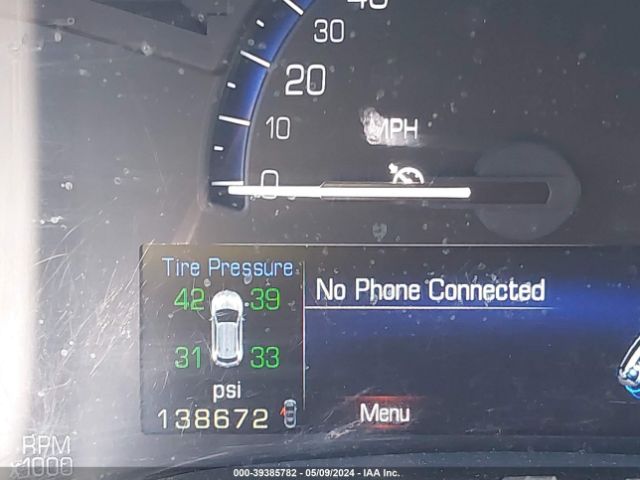 40
30
20
10
MPH
0
Tire Pressure
42 39
No Phone Connected
31 33
psi
138672
Menu
RPM
x1000
000-39385782 - 05/09/2024 - IAA Inc.